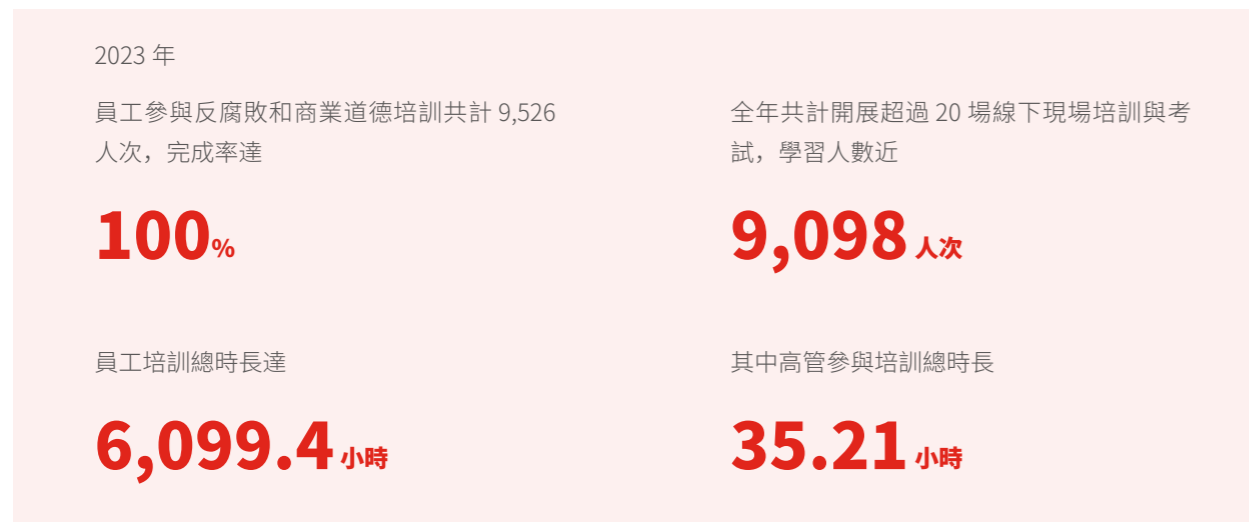 2023 年
員工參與反腐敗和商業道德培訓共計 9,526
人次，完成率達
100%
全年共計開展超過 20 場線下現場培訓與考
試，學習人數近
9,098 人次
員工培訓總時長達
6,099.4 小時
其中高管參與培訓總時長
35.21 小時